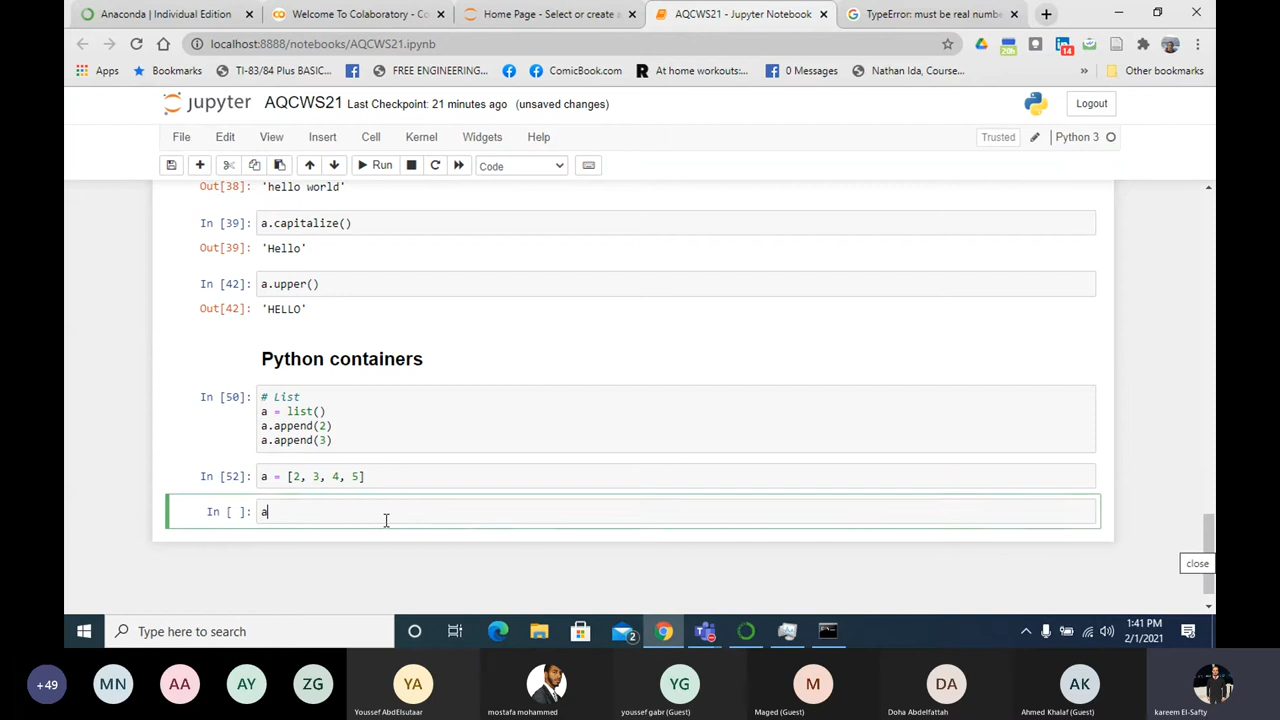 Anaconda | Individual Edition
Welcome To Colaboratory - Co
Home Page - Select or create a
AQCWS21 - Jupyter Notebook
TypeError: must be real numbe
localhost:8888/notebooks/AQCWS21.ipynb
20h
14
Apps
Bookmarks
TI-83/84 Plus BASIC...
FREE ENGINEERING...
ComicBook.com
At home workouts:...
0 Messages
Nathan Ida, Course...
»
Other bookmarks
jupyter
AQCWS21 Last Checkpoint: 21 minutes ago (unsaved changes)
Logout
File Edit View Insert Cell Kernel Widgets Help
Trusted
Python 3
Run
Code
Out[38]: 'hello world'
In [39]: a.capitalize()
Out[39]: 'Hello'
In [42]: a.upper()
Out[42]: 'HELLO'
Python containers
In [50]: # List
a = list()
a.append(2)
a.append(3)
In [52]: a = [2, 3, 4, 5]
In [ ]: a
close
Type here to search
2
1:41 PM
2/1/2021
+49
MN
AA
AY
ZG
YA
YG
M
DA
AK
Youssef AbdElsutaar
mostafa mohammed
youssef gabr (Guest)
Maged (Guest)
Doha Abdelfattah
Ahmed Khalaf (Guest)
kareem El-Safty